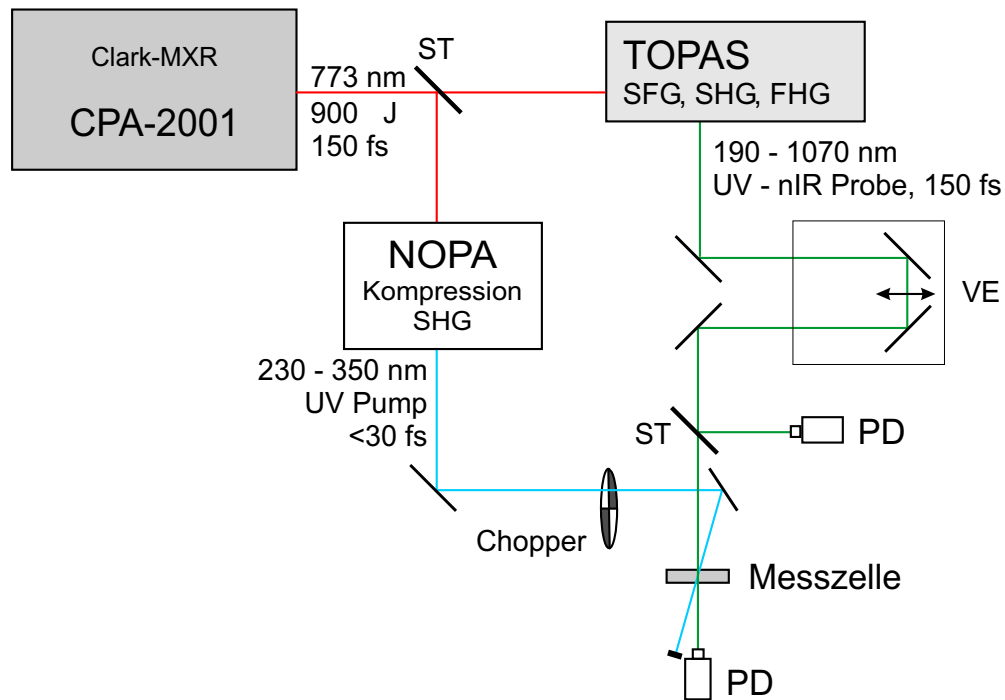 Clark-MXR
CPA-2001
773 nm
900 J
150 fs
ST
TOPAS
SFG, SHG, FHG
190 - 1070 nm
UV - nIR Probe, 150 fs
NOPA
Kompression
SHG
VE
230 - 350 nm
UV Pump
<30 fs
ST
PD
Chopper
Messzelle
PD